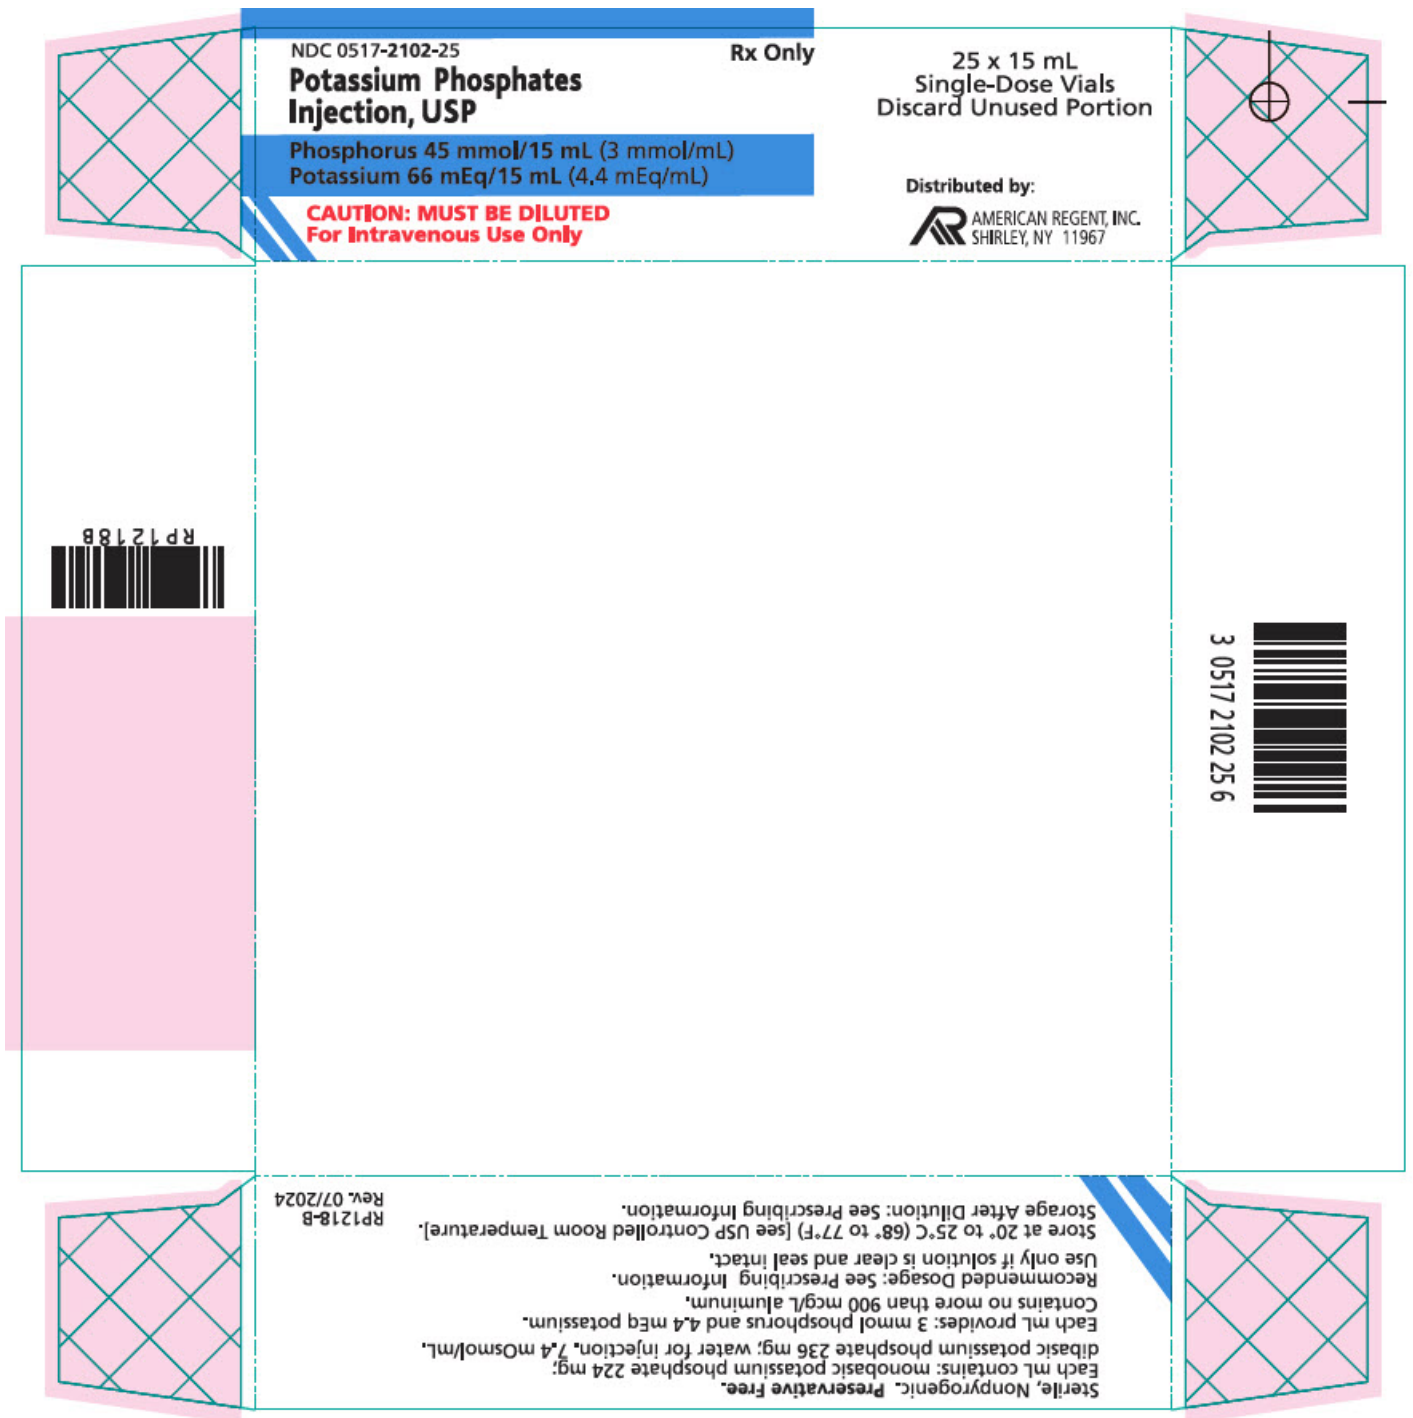 NDC 0517-2102-25
Rx Only
Potassium Phosphates
Injection, USP
Phosphorus 45 mmol/15 mL (3 mmol/mL)
Potassium 66 mEq/15 mL (4.4 mEq/mL)
CAUTION: MUST BE DILUTED
For Intravenous Use Only
25 x 15 mL
Single-Dose Vials
Discard Unused Portion
Distributed by:
AR AMERICAN REGENT, INC.
SHIRLEY, NY 11967
RP1218B
3 0517 2102 25 6
Sterile, Nonpyrogenic. Preservative Free.
Each mL contains: monobasic potassium phosphate 224 mg;
dibasic potassium phosphate 236 mg; water for injection. 7.4 mOsmol/mL.
Each mL provides: 3 mmol phosphorus and 4.4 mEq potassium.
Contains no more than 900 mcg/L aluminum.
Recommended Dosage: See Prescribing Information.
Use only if solution is clear and seal intact.
Store at 20° to 25°C (68° to 77°F) [see USP Controlled Room Temperature].
Storage After Dilution: See Prescribing Information.
RP1218-B
Rev. 07/2024